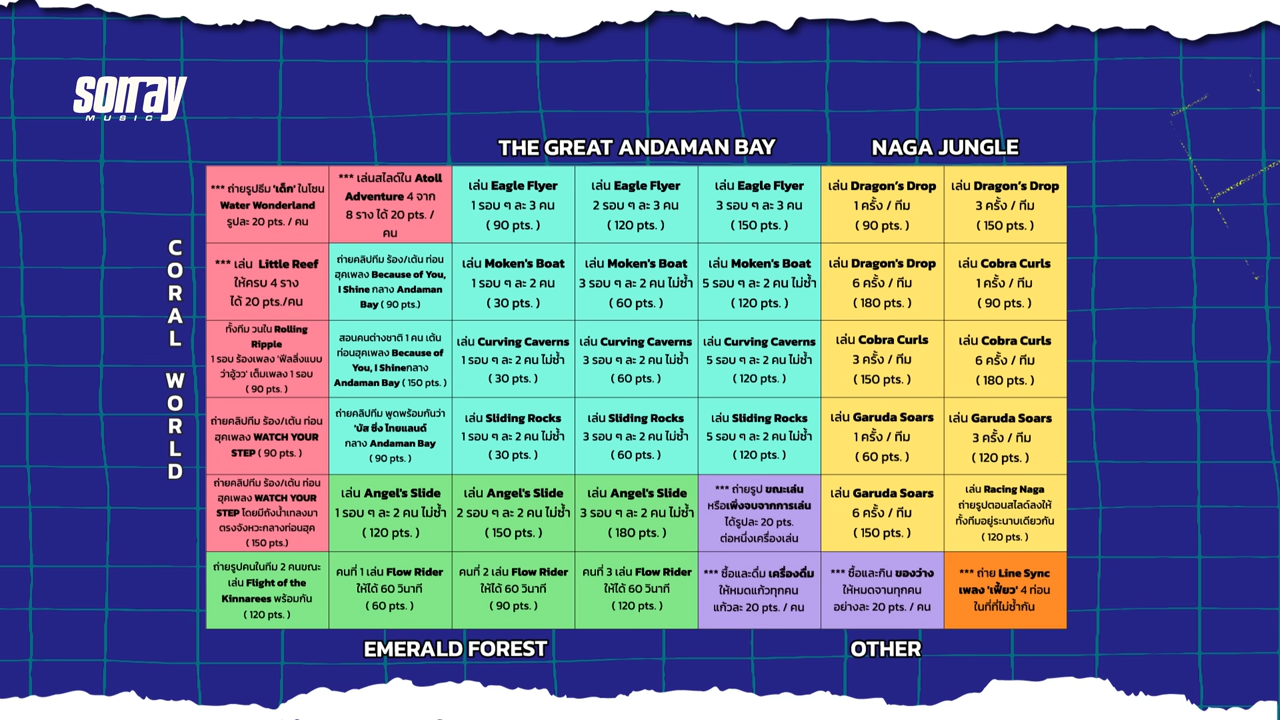 sonray
MUSIC
THE GREAT ANDAMAN BAY
NAGA JUNGLE
CORAL WORLD
*** ถ่ายรูปธีม 'เด็ก' ในโซน
Water Wonderland
รูปละ 20 pts. / คน
*** เล่นสไลด์ใน Atoll
Adventure 4 จาก
8 ราง ได้ 20 pts. /
คน
เล่น Eagle Flyer
1 รอบ ๆ ละ 3 คน
( 90 pts. )
เล่น Eagle Flyer
2 รอบ ๆ ละ 3 คน
( 120 pts. )
เล่น Eagle Flyer
3 รอบ ๆ ละ 3 คน
( 150 pts. )
เล่น Dragon's Drop
1 ครั้ง / ทีม
( 90 pts. )
เล่น Dragon's Drop
3 ครั้ง / ทีม
( 150 pts. )
*** เล่น Little Reef
ให้ครบ 4 ราง
ได้ 20 pts./คน
ถ่ายคลิปทีม ร้อง/เต้น ท่อน
ฮุคเพลง Because of You,
I Shine กลาง Andaman
Bay ( 90 pts.)
เล่น Moken's Boat
1 รอบ ๆ ละ 2 คน
( 30 pts. )
เล่น Moken's Boat
3 รอบ ๆ ละ 2 คน ไม่ซ้ำ
( 60 pts. )
เล่น Moken's Boat
5 รอบ ๆ ละ 2 คน ไม่ซ้ำ
( 120 pts. )
เล่น Dragon's Drop
6 ครั้ง / ทีม
( 180 pts. )
เล่น Cobra Curls
1 ครั้ง / ทีม
( 90 pts. )
ทั้งทีม วนใน Rolling
Ripple
1 รอบ ร้องเพลง 'ฟีลสิ่งแบบ
ว่าอู้วว' เต็มเพลง 1 รอบ
( 90 pts. )
สอนคนต่างชาติ 1 คน เต้น
ท่อนฮุคเพลง Because of
You, I Shineกลาง
Andaman Bay ( 150 pts. )
เล่น Curving Caverns
1 รอบ ๆ ละ 2 คน ไม่ซ้ำ
( 30 pts. )
เล่น Curving Caverns
3 รอบ ๆ ละ 2 คน ไม่ซ้ำ
( 60 pts. )
เล่น Curving Caverns
5 รอบ ๆ ละ 2 คน ไม่ซ้ำ
( 120 pts. )
เล่น Cobra Curls
3 ครั้ง / ทีม
( 150 pts. )
เล่น Cobra Curls
6 ครั้ง / ทีม
( 180 pts. )
ถ่ายคลิปทีม ร้อง/เต้น ท่อน
ฮุคเพลง WATCH YOUR
STEP ( 90 pts. )
ถ่ายคลิปทีม พูดพร้อมกันว่า
'บัส ซิ่ง ไทยแลนด์'
กลาง Andaman Bay
( 90 pts. )
เล่น Sliding Rocks
1 รอบ ๆ ละ 2 คน ไม่ซ้ำ
( 30 pts. )
เล่น Sliding Rocks
3 รอบ ๆ ละ 2 คน ไม่ซ้ำ
( 60 pts. )
เล่น Sliding Rocks
5 รอบ ๆ ละ 2 คน ไม่ซ้ำ
( 120 pts. )
เล่น Garuda Soars
1 ครั้ง / ทีม
( 60 pts. )
เล่น Garuda Soars
3 ครั้ง / ทีม
( 120 pts. )
ถ่ายคลิปทีม ร้อง/เต้น ท่อน
ฮุคเพลง WATCH YOUR
STEP โดยมีถังน้ำเทลงมา
ตรงจังหวะกลางท่อนฮุค
( 150 pts.)
เล่น Angel's Slide
1 รอบ ๆ ละ 2 คน ไม่ซ้ำ
( 120 pts. )
เล่น Angel's Slide
2 รอบ ๆ ละ 2 คน ไม่ซ้ำ
( 150 pts. )
เล่น Angel's Slide
3 รอบ ๆ ละ 2 คน ไม่ซ้ำ
( 180 pts. )
*** ถ่ายรูป ขณะเล่น
หรือเพิ่งจบจากการเล่น
ได้รูปละ 20 pts.
ต่อหนึ่งเครื่องเล่น
เล่น Garuda Soars
6 ครั้ง / ทีม
( 150 pts. )
เล่น Racing Naga
ถ่ายรูปตอนสไลด์ลงให้
ทั้งทีมอยู่ระนาบเดียวกัน
( 120 pts. )
ถ่ายรูปคนในทีม 2 คนขณะ
เล่น Flight of the
Kinnarees พร้อมกัน
( 120 pts. )
คนที่ 1 เล่น Flow Rider
ให้ได้ 60 วินาที
( 60 pts. )
คนที่ 2 เล่น Flow Rider
ให้ได้ 60 วินาที
( 90 pts. )
คนที่ 3 เล่น Flow Rider
ให้ได้ 60 วินาที
( 120 pts. )
*** ซื้อและดื่ม เครื่องดื่ม
ให้หมดแก้วทุกคน
แก้วละ 20 pts. / คน
*** ซื้อและกิน ของว่าง
ให้หมดจานทุกคน
อย่างละ 20 pts. / คน
*** ถ่าย Line Sync
เพลง 'เฟี้ยว' 4 ท่อน
ในที่ที่ไม่ซ้ำกัน
EMERALD FOREST
OTHER